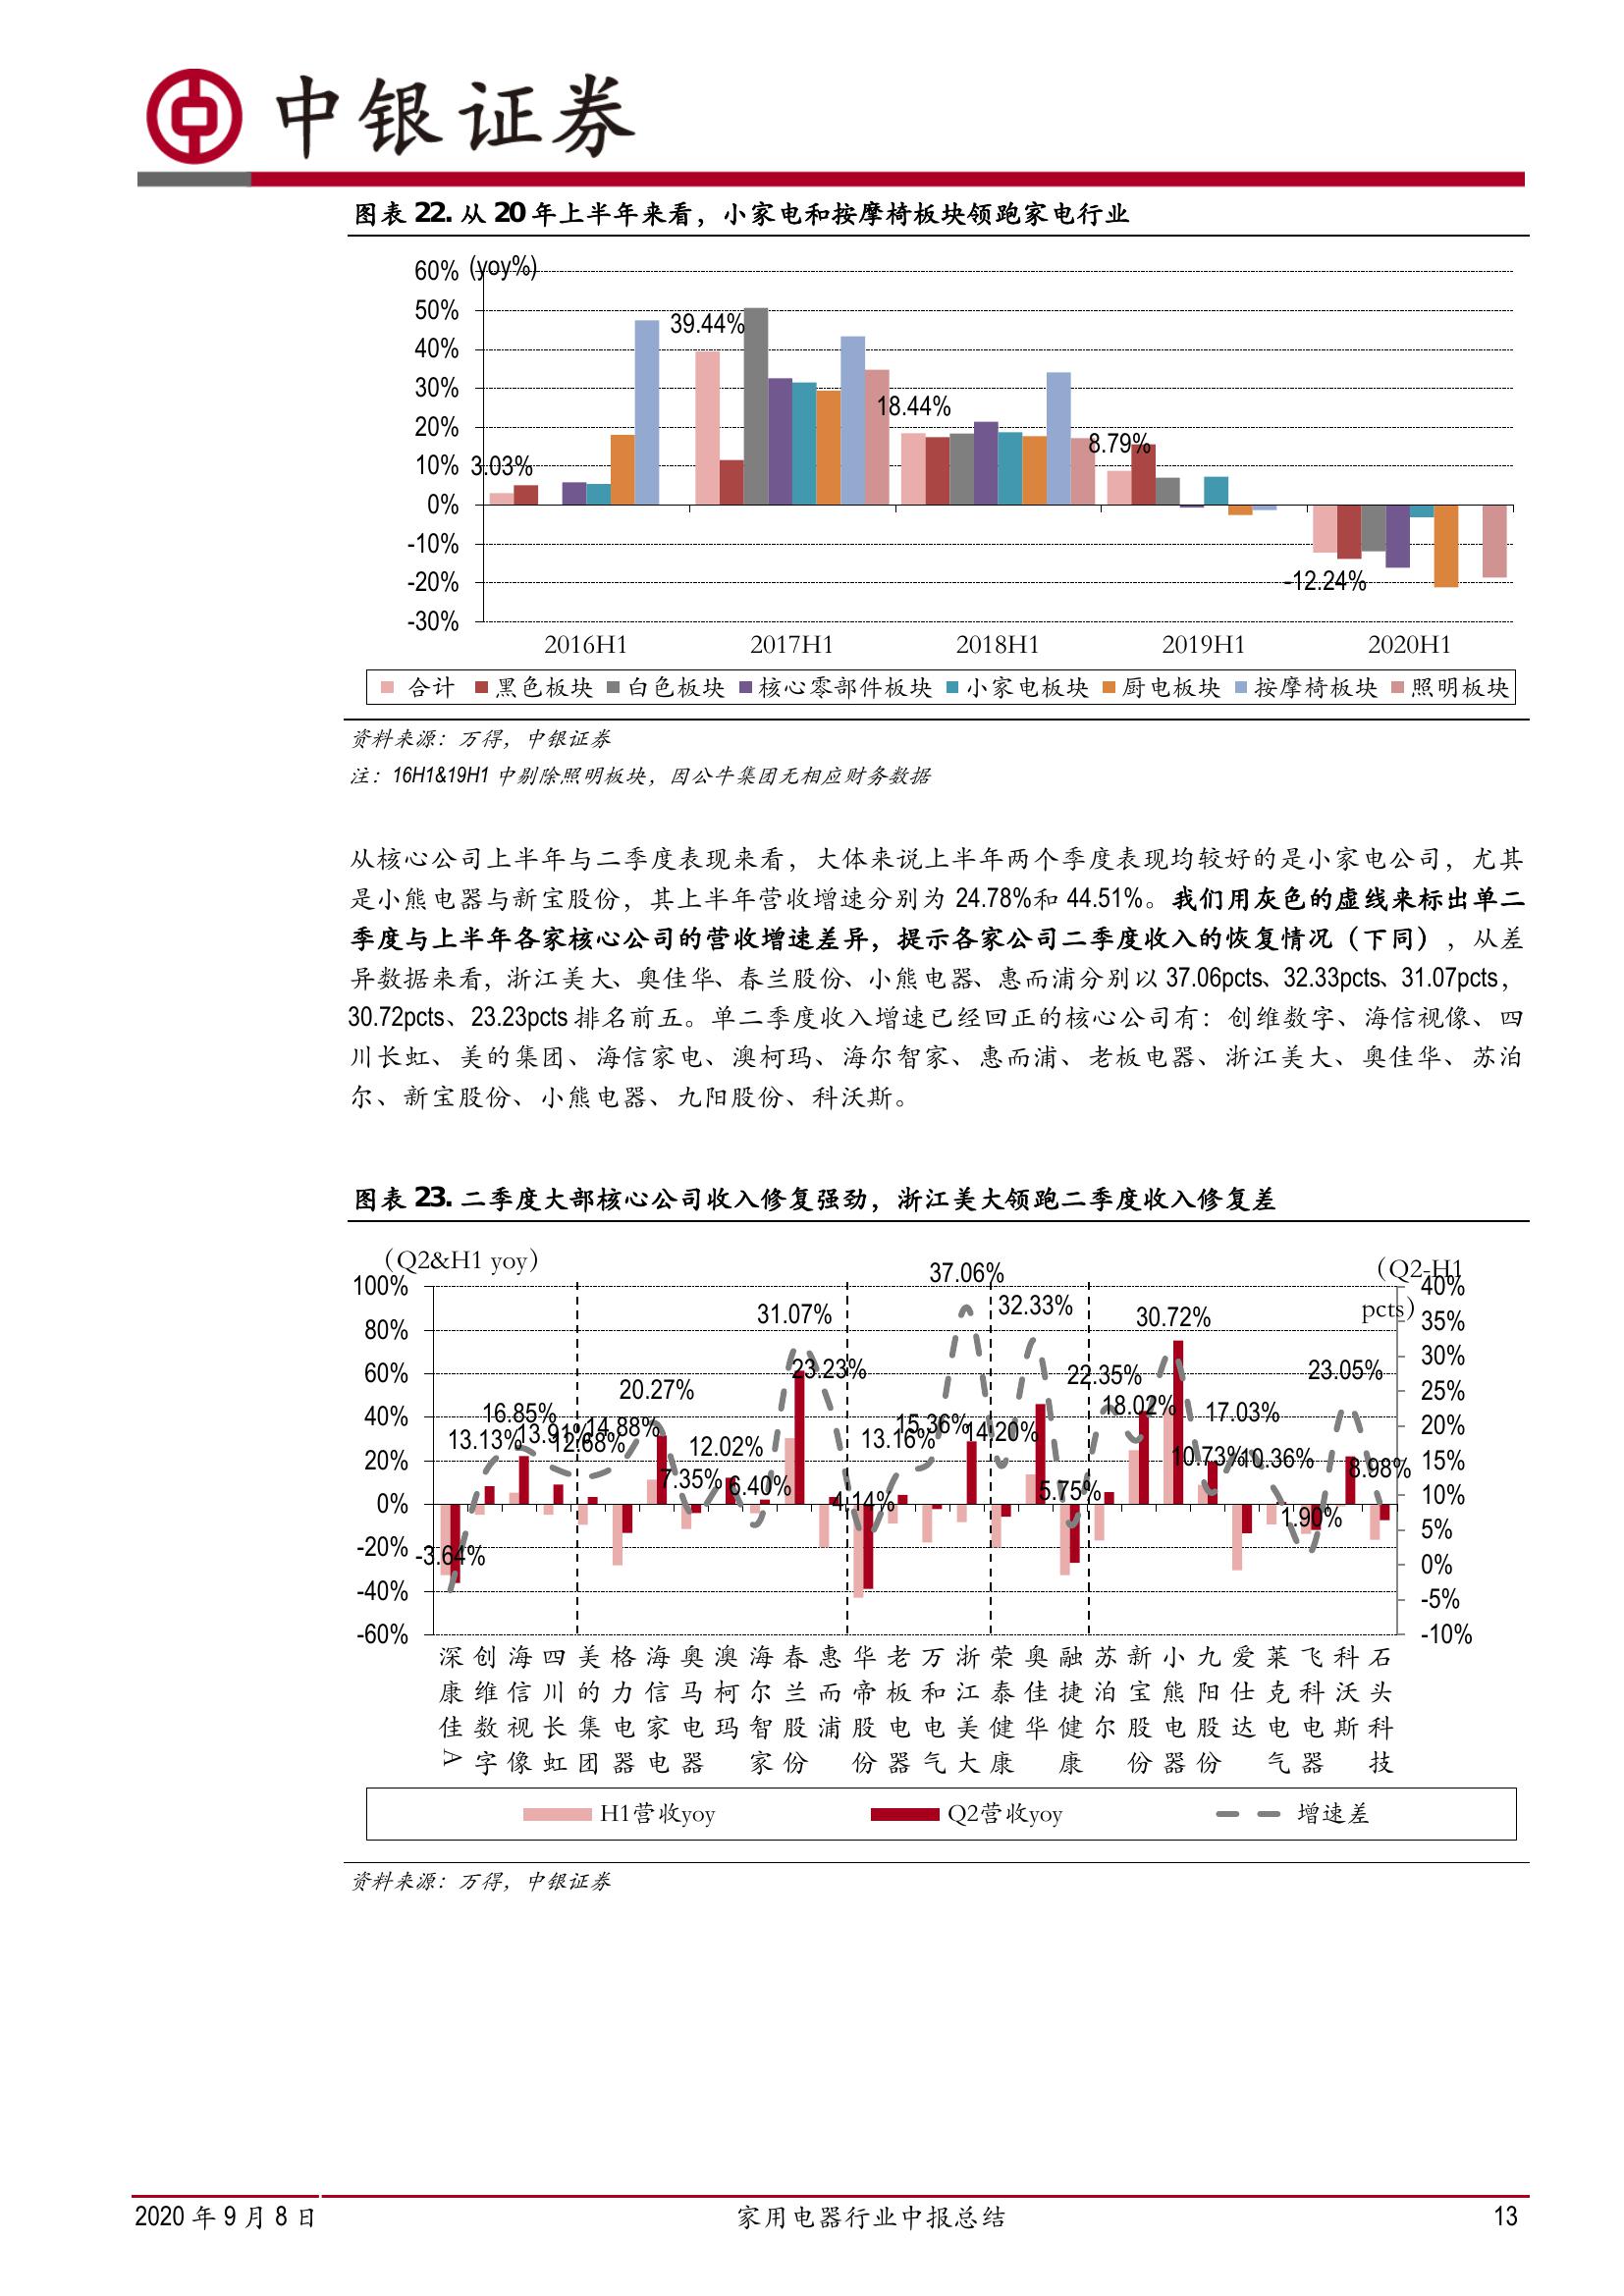 中银证券
图表 22. 从 20 年上半年来看，小家电和按摩椅板块领跑家电行业
(yoy%)
60%
50%
40%
30%
20%
10%
0%
-10%
-20%
-30%
3.03%
39.44%
18.44%
8.79%
-12.24%
2016H1 2017H1 2018H1 2019H1 2020H1
合计 黑色板块 白色板块 核心零部件板块 小家电板块 厨电板块 按摩椅板块 照明板块
资料来源：万得，中银证券
注：16H1&19H1 中剔除照明板块，因公牛集团无相应财务数据
从核心公司上半年与二季度表现来看，大体来说上半年两个季度表现均较好的是小家电公司，尤其
是小熊电器与新宝股份，其上半年营收增速分别为 24.78%和 44.51%。我们用灰色的虚线来标出单二
季度与上半年各家核心公司的营收增速差异，提示各家公司二季度收入的恢复情况（下同），从差
异数据来看，浙江美大、奥佳华、春兰股份、小熊电器、惠而浦分别以 37.06pcts、32.33pcts、31.07pcts，
30.72pcts、23.23pcts 排名前五。单二季度收入增速已经回正的核心公司有：创维数字、海信视像、四
川长虹、美的集团、海信家电、澳柯玛、海尔智家、惠而浦、老板电器、浙江美大、奥佳华、苏泊
尔、新宝股份、小熊电器、九阳股份、科沃斯。
图表 23. 二季度大部核心公司收入修复强劲，浙江美大领跑二季度收入修复差
（Q2&H1 yoy）
（Q2-H1
pcts）
100%
80%
60%
40%
20%
0%
-20%
-40%
-60%
40%
35%
30%
25%
20%
15%
10%
5%
0%
-5%
-10%
-3.64%
13.13%
16.85%
13.91%
12.68%
14.88%
20.27%
7.35%
12.02%
6.40%
31.07%
23.23%
4.14%
13.16%
15.36%
37.06%
14.20%
32.33%
5.75%
22.35%
18.02%
30.72%
10.73%
17.03%
10.36%
1.90%
23.05%
8.98%
深康佳A
创维数字
海信视像
四川长虹
美的集团
格力电器
海信家电
奥马电器
澳柯玛
海尔智家
春兰股份
惠而浦
华帝股份
老板电器
万和电气
浙江美大
荣泰健康
奥佳华
融捷健康
苏泊尔
新宝股份
小熊电器
九阳股份
爱仕达
莱克电气
飞科电器
科沃斯
石头科技
H1营收yoy Q2营收yoy 增速差
资料来源：万得，中银证券
2020 年 9 月 8 日 家用电器行业中报总结 13